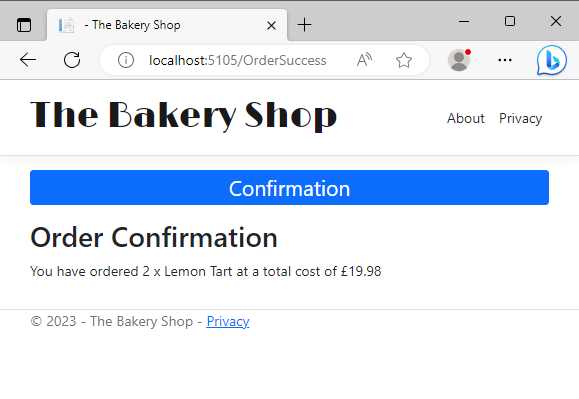 - The Bakery Shop
localhost:5105/OrderSuccess
The Bakery Shop
About Privacy
Confirmation
Order Confirmation
You have ordered 2 x Lemon Tart at a total cost of £19.98
© 2023 - The Bakery Shop - Privacy